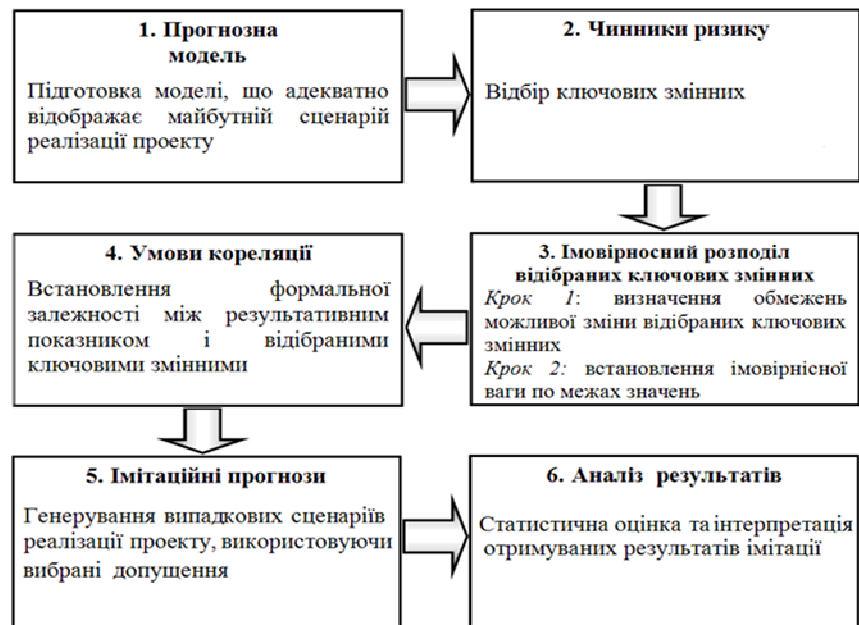 1. Прогнозна
модель
Підготовка моделі, що адекватно
відображає майбутній сценарій
реалізації проекту
2. Чинники ризику
Відбір ключових змінних
3. Імовірносний розподіл
відібраних ключових змінних
Крок 1: визначення обмежень
можливої зміни відібраних ключових
змінних
Крок 2: встановлення імовірнісної
ваги по межах значень
4. Умови кореляції
Встановлення формальної
залежності між результативним
показником і відібраними
ключовими змінними
5. Імітаційні прогнози
Генерування випадкових сценаріїв
реалізації проекту, використовуючи
вибрані допущення
6. Аналіз результатів
Статистична оцінка та інтерпретація
отримуваних результатів імітації